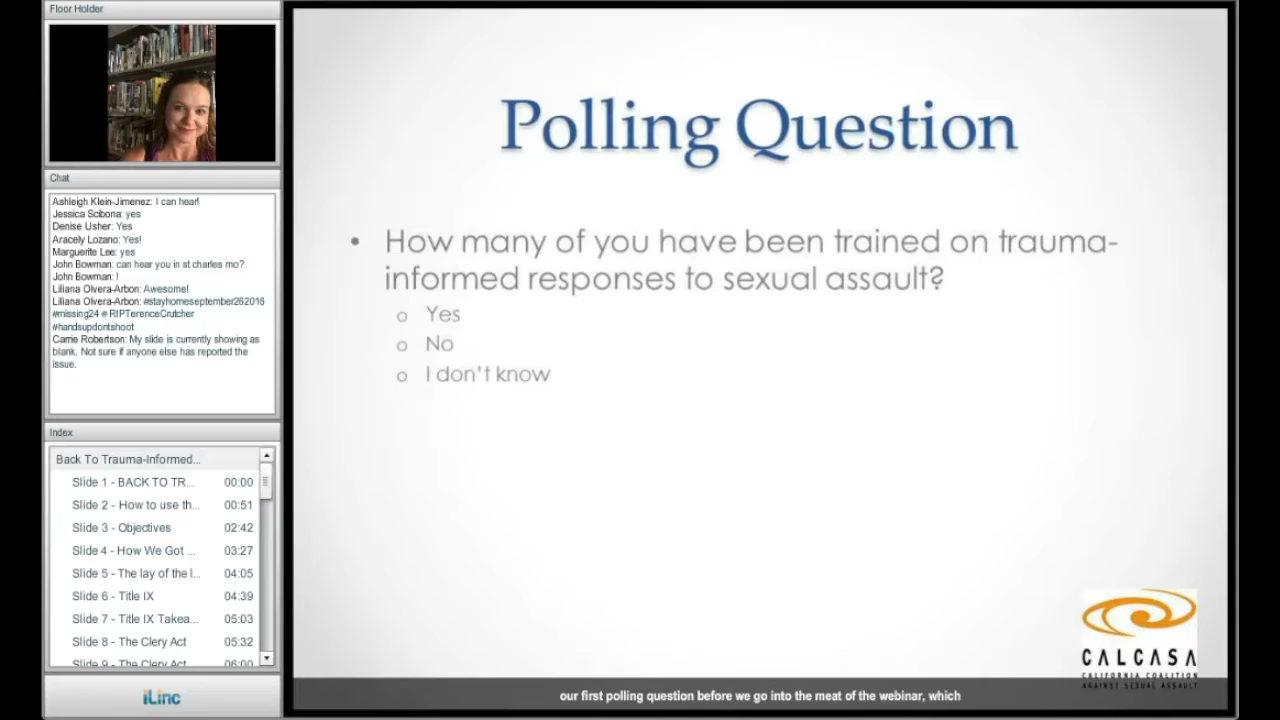 Floor Holder
Chat
Ashleigh Klein-Jimenez: I can hear!
Jessica Scibona: yes
Denise Usher: Yes
Aracely Lozano: Yes!
Marguerite Lee: yes
John Bowman: can hear you in st charles mo?
John Bowman: !
Liliana Olvera-Arbon: Awesome!
Liliana Olvera-Arbon: #stayhomeseptember262016
#missing24 # RIPTerenceCrutcher
#handsupdontshoot
Carrie Robertson: My slide is currently showing as
blank. Not sure if anyone else has reported the
issue.
Index
Back To Trauma-Informed...
Slide 1 - BACK TO TR... 00:00
Slide 2 - How to use th... 00:51
Slide 3 - Objectives 02:42
Slide 4 - How We Got ... 03:27
Slide 5 - The lay of the l... 04:05
Slide 6 - Title IX 04:39
Slide 7 - Title IX Takea... 05:03
Slide 8 - The Clery Act 05:32
Slide 9 - The Clery Act 06:00
iLinc
Polling Question
• How many of you have been trained on trauma-
informed responses to sexual assault?
o Yes
o No
o I don't know
CALCASA
CALIFORNIA COALITION
AGAINST SEXUAL ASSAULT
our first polling question before we go into the meat of the webinar, which